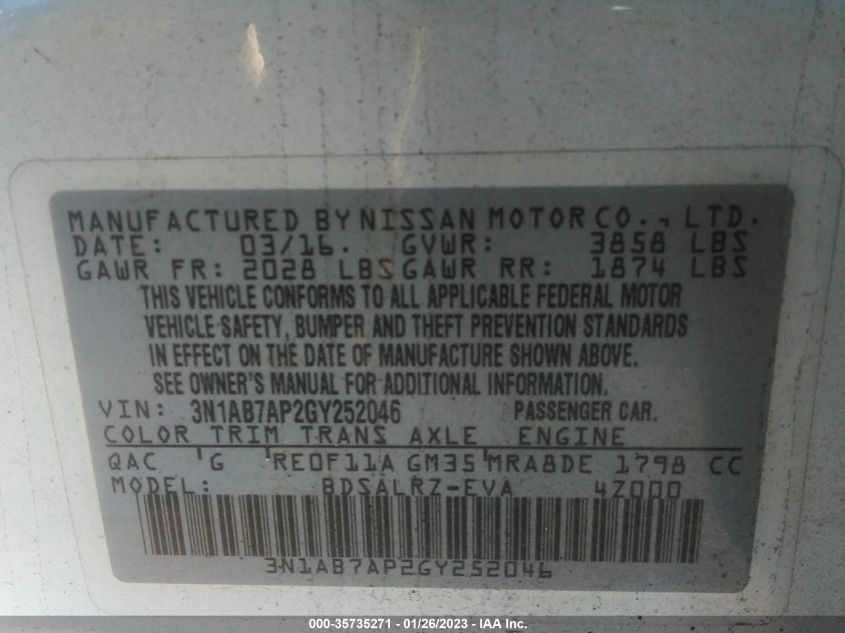 MANUFACTURED BY NISSAN MOTOR CO., LTD.
DATE: 03/16. GVWR: 3858 LBS
GAWR FR: 2028 LBS GAWR RR: 1874 LBS
THIS VEHICLE CONFORMS TO ALL APPLICABLE FEDERAL MOTOR
VEHICLE SAFETY, BUMPER AND THEFT PREVENTION STANDARDS
IN EFFECT ON THE DATE OF MANUFACTURE SHOWN ABOVE.
SEE OWNER'S MANUAL FOR ADDITIONAL INFORMATION.
VIN: 3N1AB7AP2GY252046 PASSENGER CAR.
COLOR TRIM TRANS AXLE ENGINE
QAC 'G 'RE0F11A GM35'MRA8DE 1798 CC
MODEL: BDSALRZ-EVA 4Z000
3N1AB7AP2GY252046
000-35735271 - 01/26/2023 - IAA Inc.